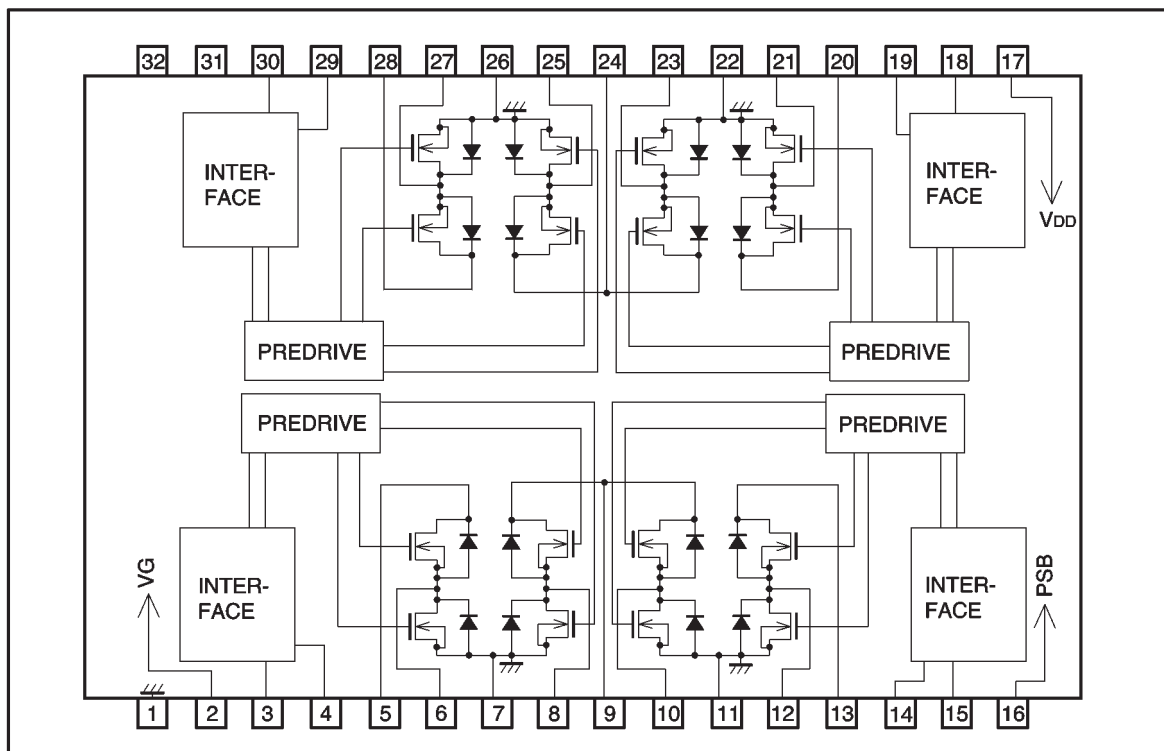 32 31 30 29 28 27 26 25 24 23 22 21 20 19 18 17
INTER-
FACE
INTER-
FACE
VDD
PREDRIVE
PREDRIVE
PREDRIVE
PREDRIVE
VG
INTER-
FACE
INTER-
FACE
PSB
1 2 3 4 5 6 7 8 9 10 11 12 13 14 15 16